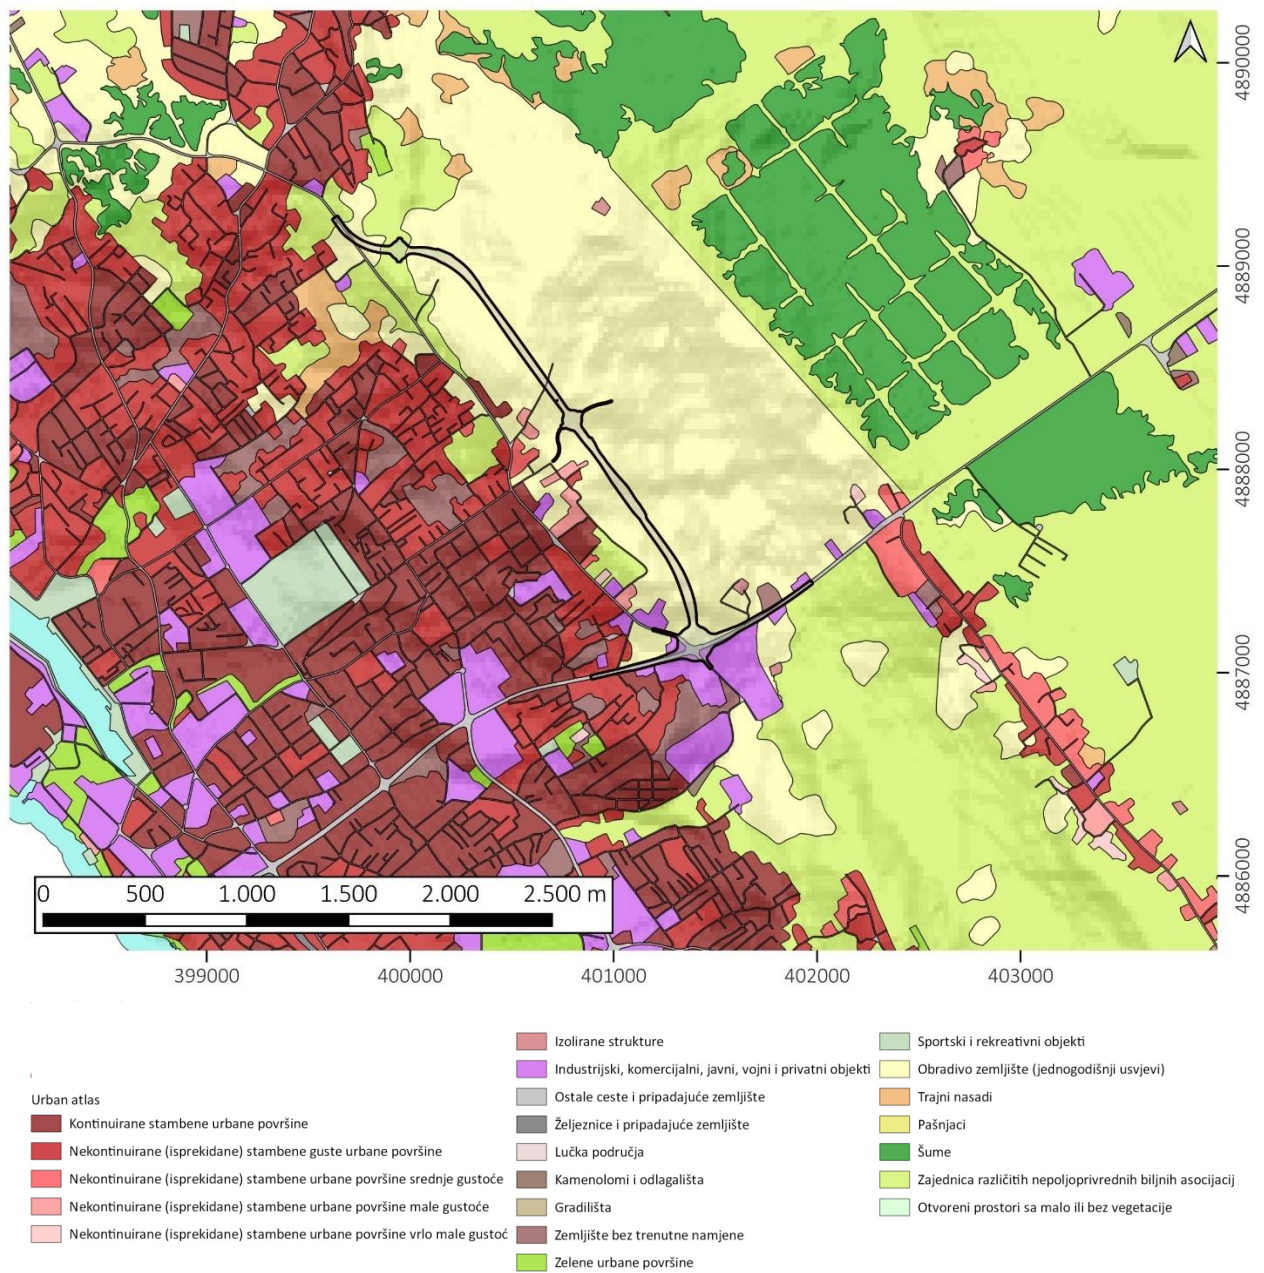 4890000
4889000
4888000
4887000
4886000
0 500 1.000 1.500 2.000 2.500 m
399000 400000 401000 402000 403000
Urban atlas
Kontinuirane stambene urbane površine
Nekontinuirane (isprekidane) stambene guste urbane površine
Nekontinuirane (isprekidane) stambene urbane površine srednje gustoće
Nekontinuirane (isprekidane) stambene urbane površine male gustoće
Nekontinuirane (isprekidane) stambene urbane površine vrlo male gustoć
Izolirane strukture
Industrijski, komercijalni, javni, vojni i privatni objekti
Ostale ceste i pripadajuće zemljište
Željeznice i pripadajuće zemljište
Lučka područja
Kamenolomi i odlagališta
Gradilišta
Zemljište bez trenutne namjene
Zelene urbane površine
Sportski i rekreativni objekti
Obradivo zemljište (jednogodišnji usvjevi)
Trajni nasadi
Pašnjaci
Šume
Zajednica različitih nepoljoprivrednih biljnih asocijacij
Otvoreni prostori sa malo ili bez vegetacije